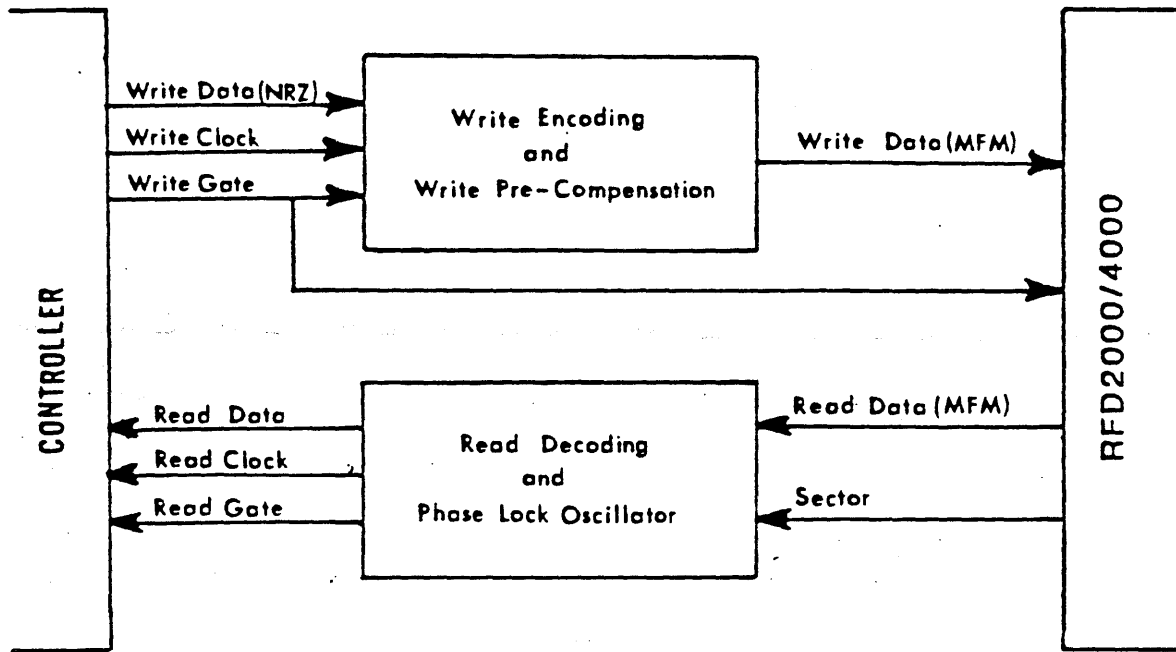 CONTROLLER
Write Data(NRZ)
Write Clock
Write Gate
Write Encoding
and
Write Pre-Compensation
Write Data(MFM)
RFD2000/4000
Read Data
Read Clock
Read Gate
Read Decoding
and
Phase Lock Oscillator
Read Data(MFM)
Sector